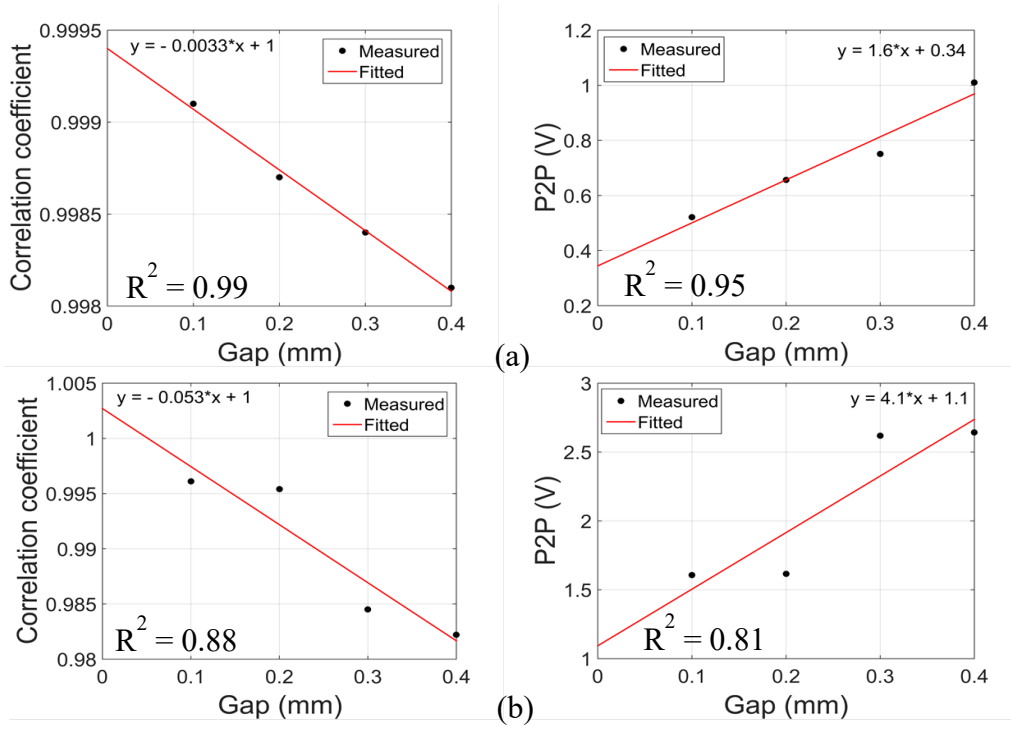 0.9995
y = - 0.0033*x + 1
Measured
Fitted
0.999
0.9985
0.998
Correlation coefficient
R² = 0.99
0 0.1 0.2 0.3 0.4
Gap (mm)
1.2
Measured
Fitted
y = 1.6*x + 0.34
1
0.8
0.6
0.4
0.2
P2P (V)
R² = 0.95
0 0.1 0.2 0.3 0.4
Gap (mm)
(a)
1.005
y = - 0.053*x + 1
Measured
Fitted
1
0.995
0.99
0.985
0.98
Correlation coefficient
R² = 0.88
0 0.1 0.2 0.3 0.4
Gap (mm)
3
Measured
Fitted
y = 4.1*x + 1.1
2.5
2
1.5
1
P2P (V)
R² = 0.81
0 0.1 0.2 0.3 0.4
Gap (mm)
(b)